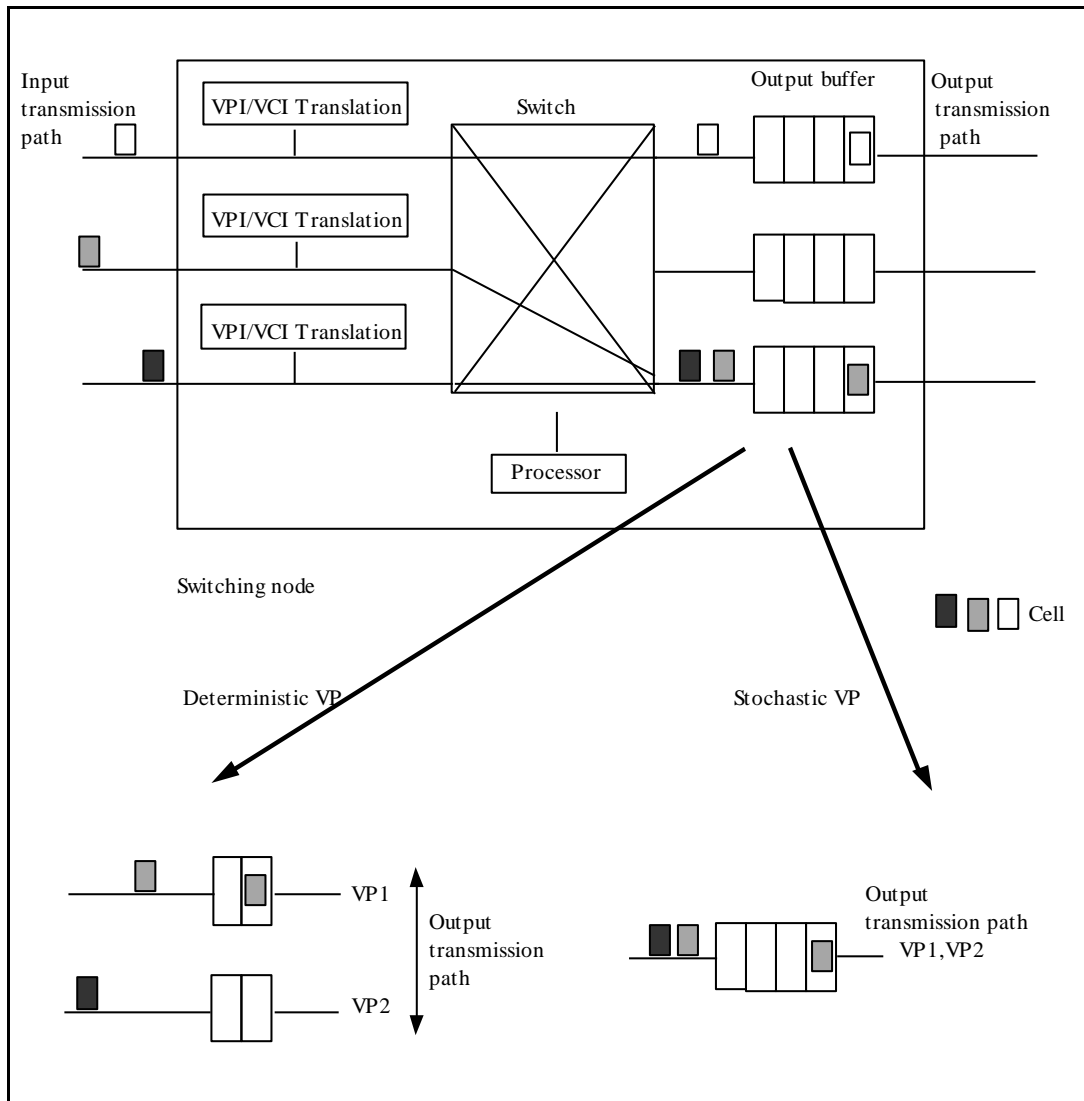 Input
transmission
path
VPI/VCI Translation
Switch
Output buffer
Output
transmission
path
VPI/VCI Translation
VPI/VCI Translation
Processor
Switching node
Cell
Deterministic VP
Stochastic VP
VP1
Output
transmission
path
VP2
Output
transmission path
VP1,VP2